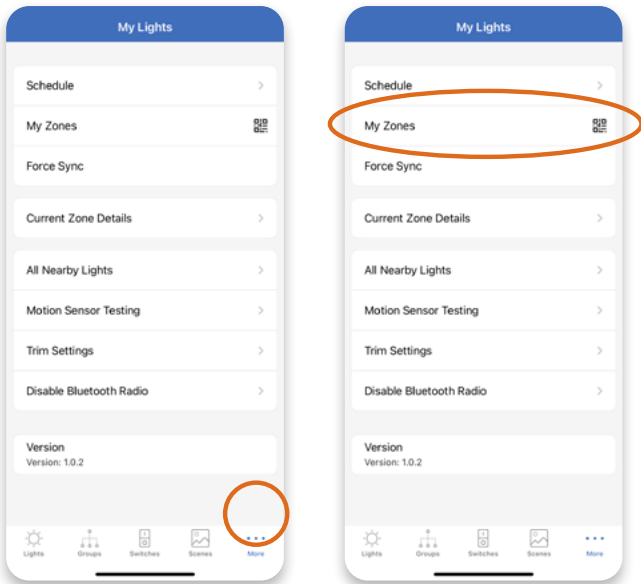 My Lights
Schedule
My Zones
Force Sync
Current Zone Details
All Nearby Lights
Motion Sensor Testing
Trim Settings
Disable Bluetooth Radio
Version
Version: 1.0.2
Lights Groups Switches Scenes More
My Lights
Schedule
My Zones
Force Sync
Current Zone Details
All Nearby Lights
Motion Sensor Testing
Trim Settings
Disable Bluetooth Radio
Version
Version: 1.0.2
Lights Groups Switches Scenes More